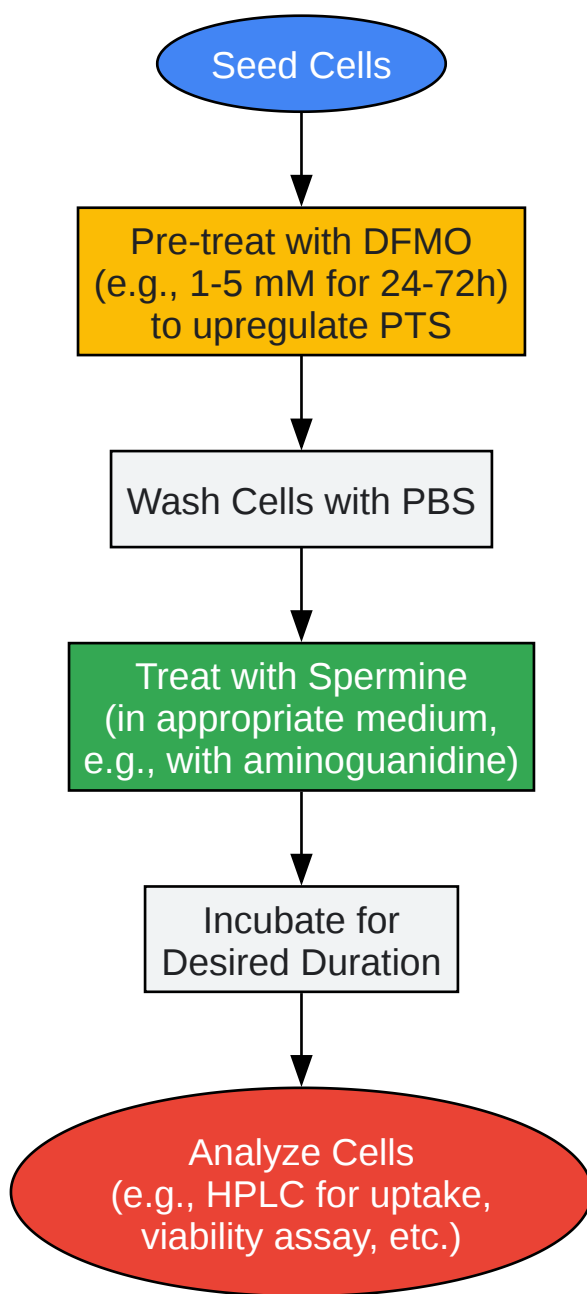 Seed Cells
Pre-treat with DFMO
(e.g., 1-5 mM for 24-72h)
to upregulate PTS
Wash Cells with PBS
Treat with Spermine
(in appropriate medium,
e.g., with aminoguanidine)
Incubate for
Desired Duration
Analyze Cells
(e.g., HPLC for uptake,
viability assay, etc.)